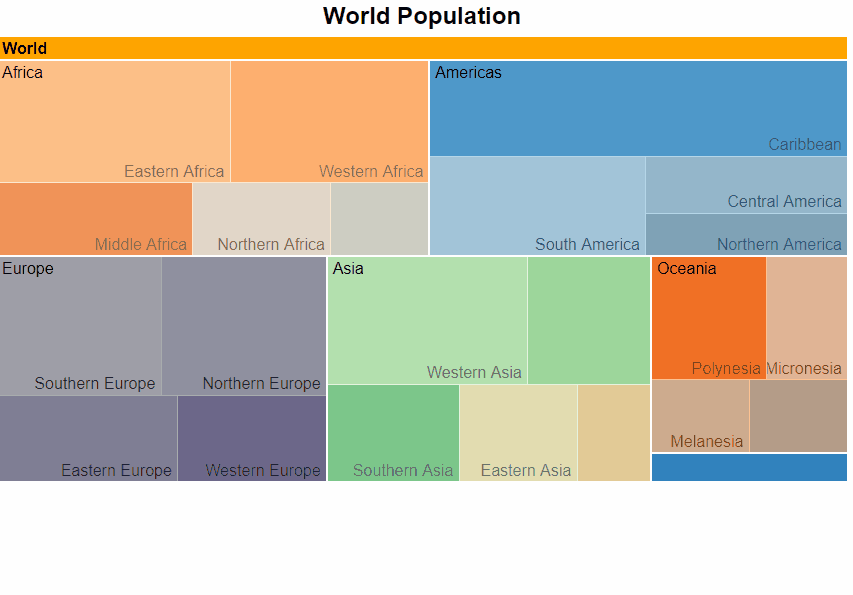 World Population
World
Africa
Eastern Africa
Western Africa
Middle Africa
Northern Africa
Americas
Caribbean
South America
Central America
Northern America
Europe
Southern Europe
Northern Europe
Eastern Europe
Western Europe
Asia
Western Asia
Southern Asia
Eastern Asia
Oceania
Polynesia
Micronesia
Melanesia